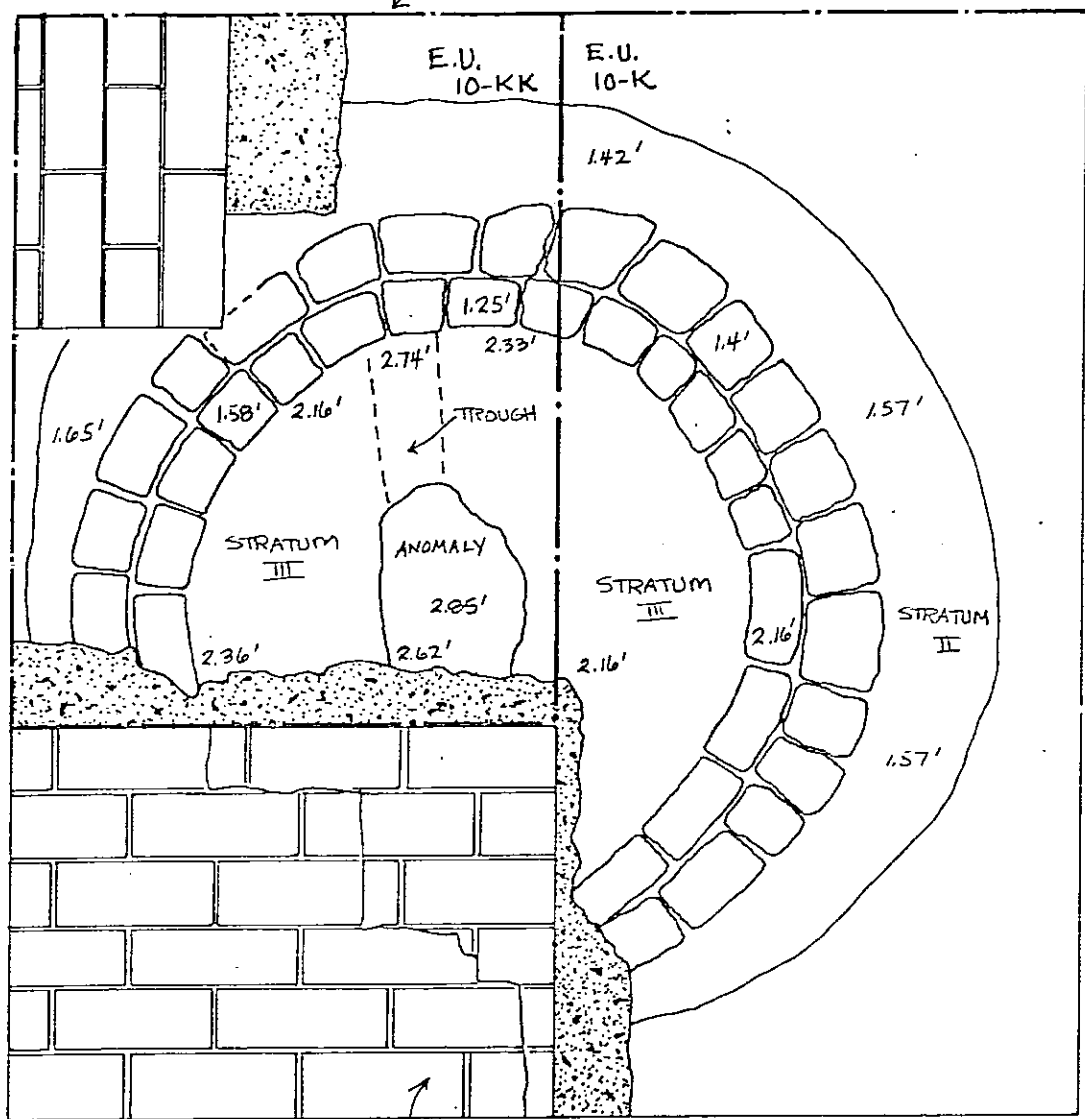 E.U.
10-KK
E.U.
10-K
1.42'
1.25'
1.4'
2.74'
2.33'
1.58'
2.16'
1.65'
TROUGH
1.57'
STRATUM
III
ANOMALY
2.85'
STRATUM
III
2.16'
STRATUM
II
2.36'
2.62'
2.16'
1.57'